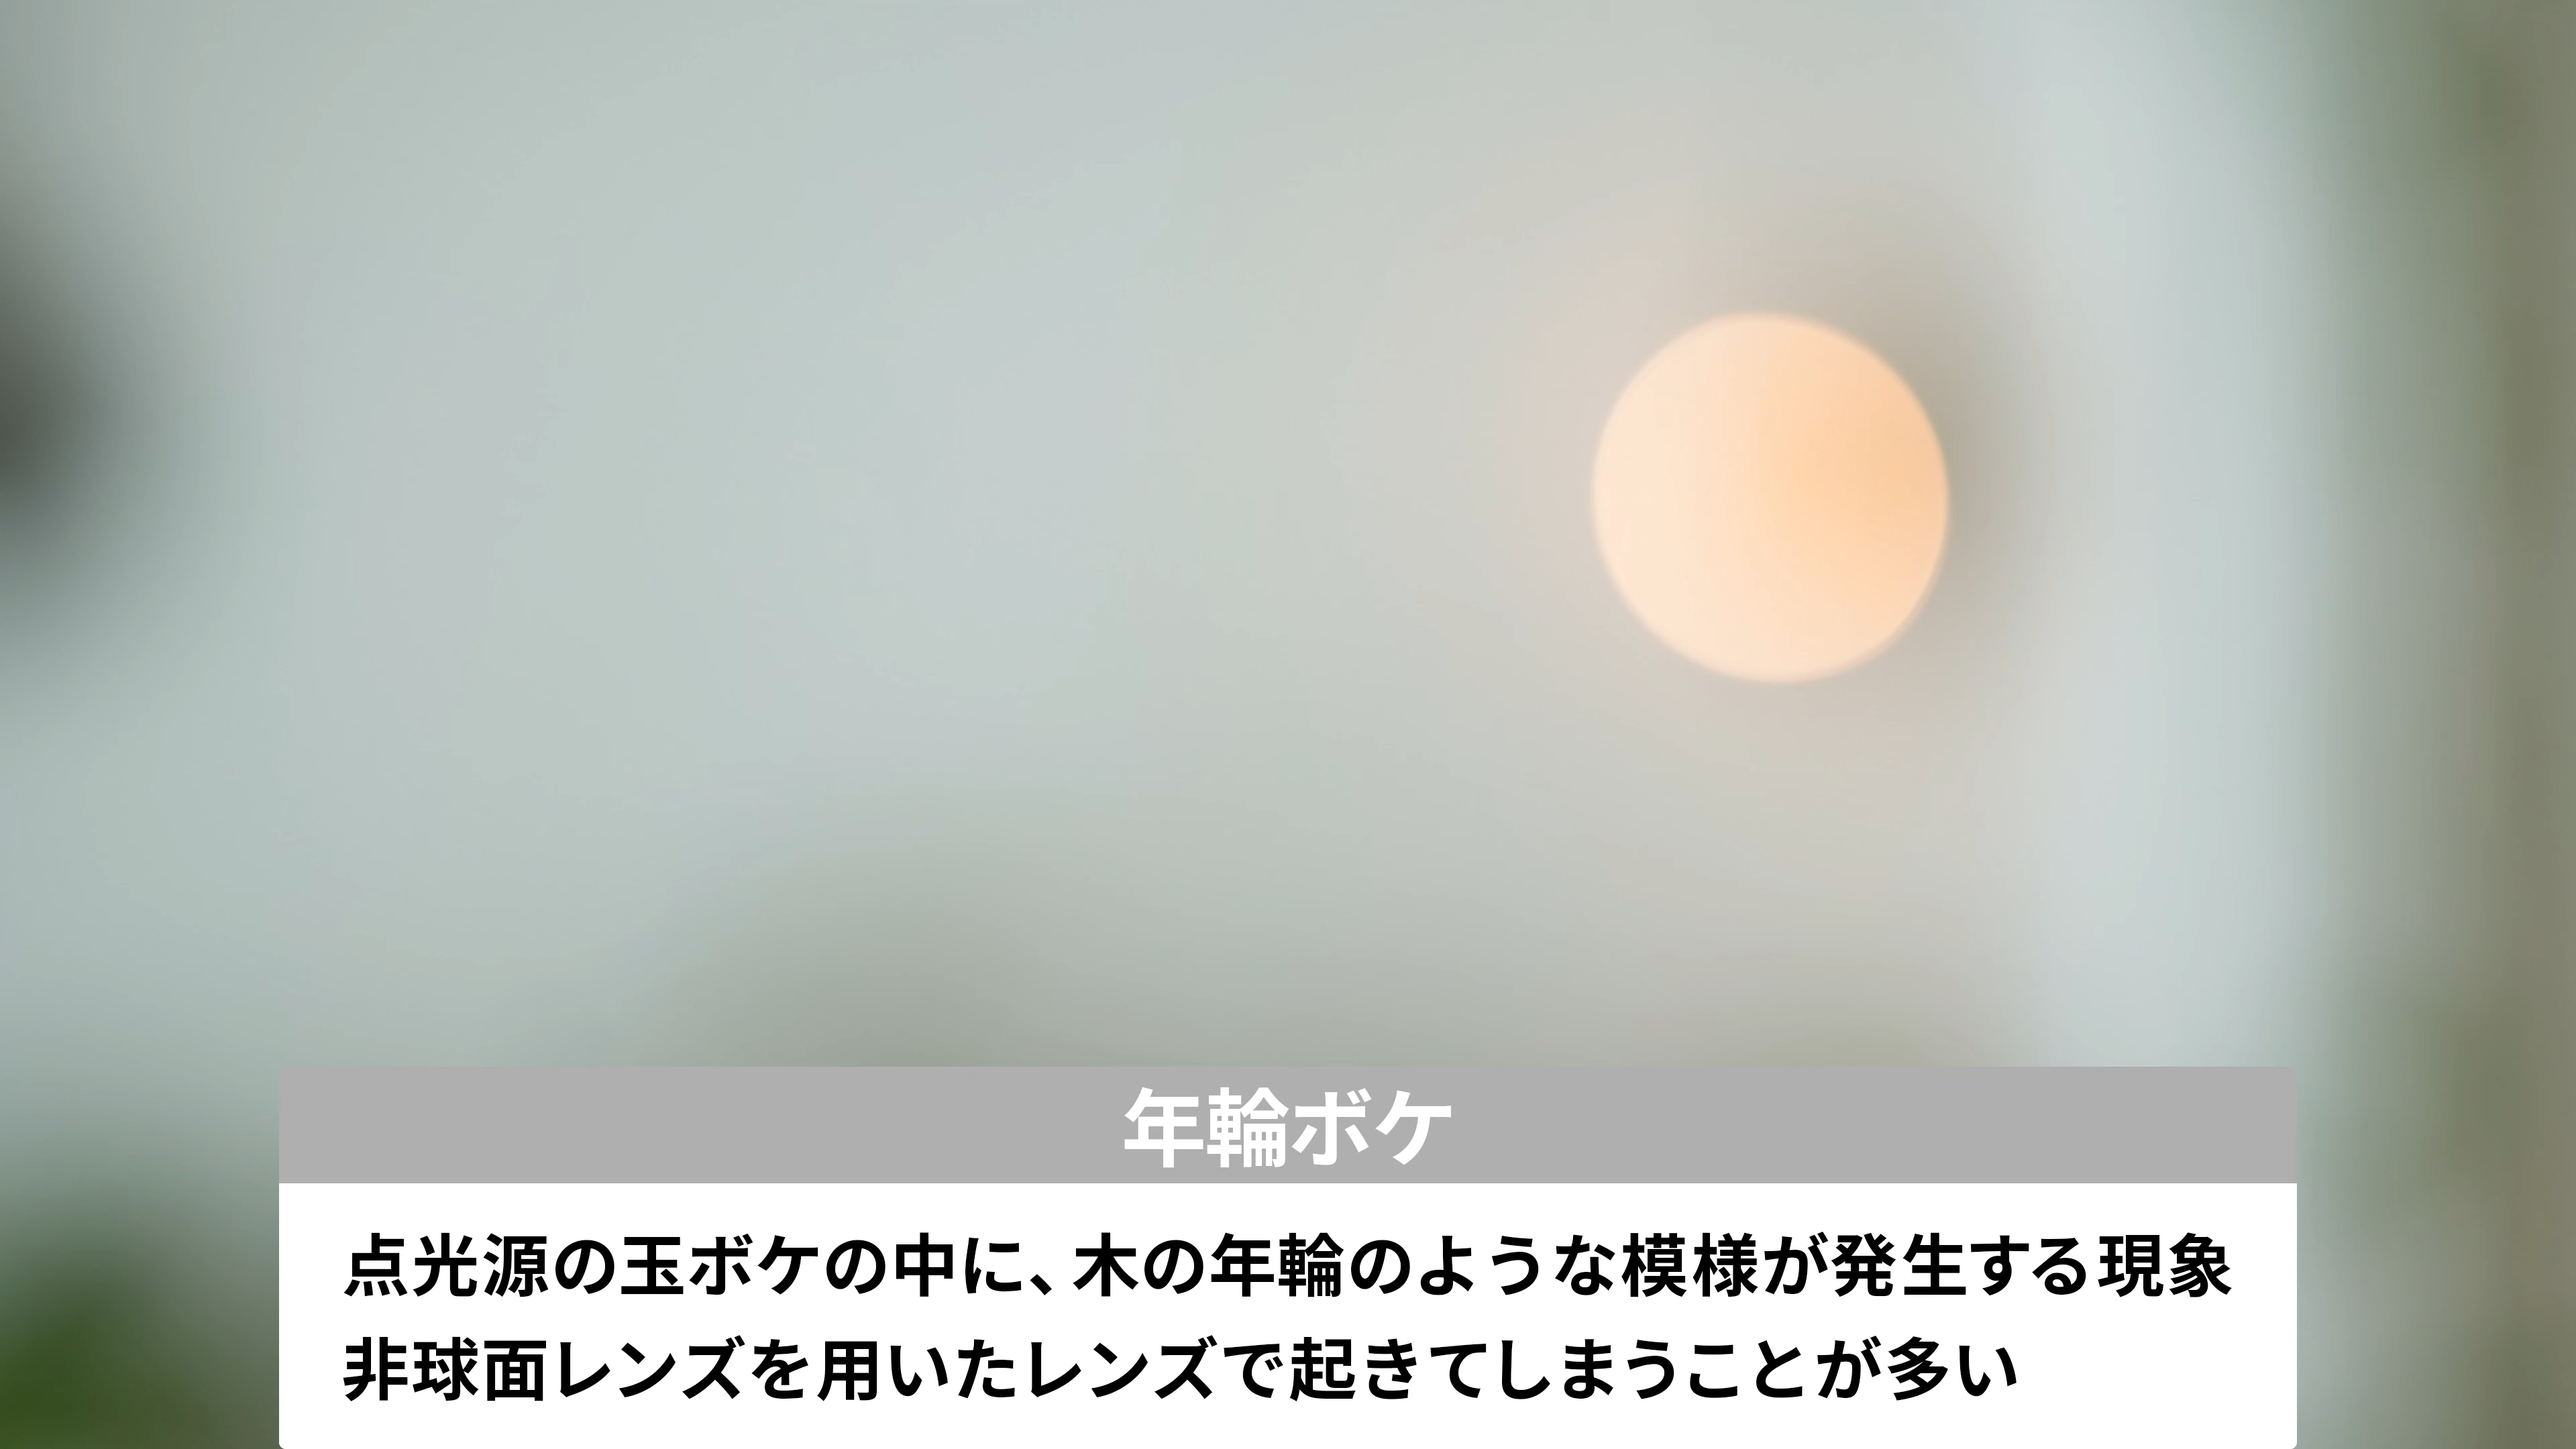 年輪ボケ
点光源の玉ボケの中に、木の年輪のような模様が発生する現象
非球面レンズを用いたレンズで起きてしまうことが多い